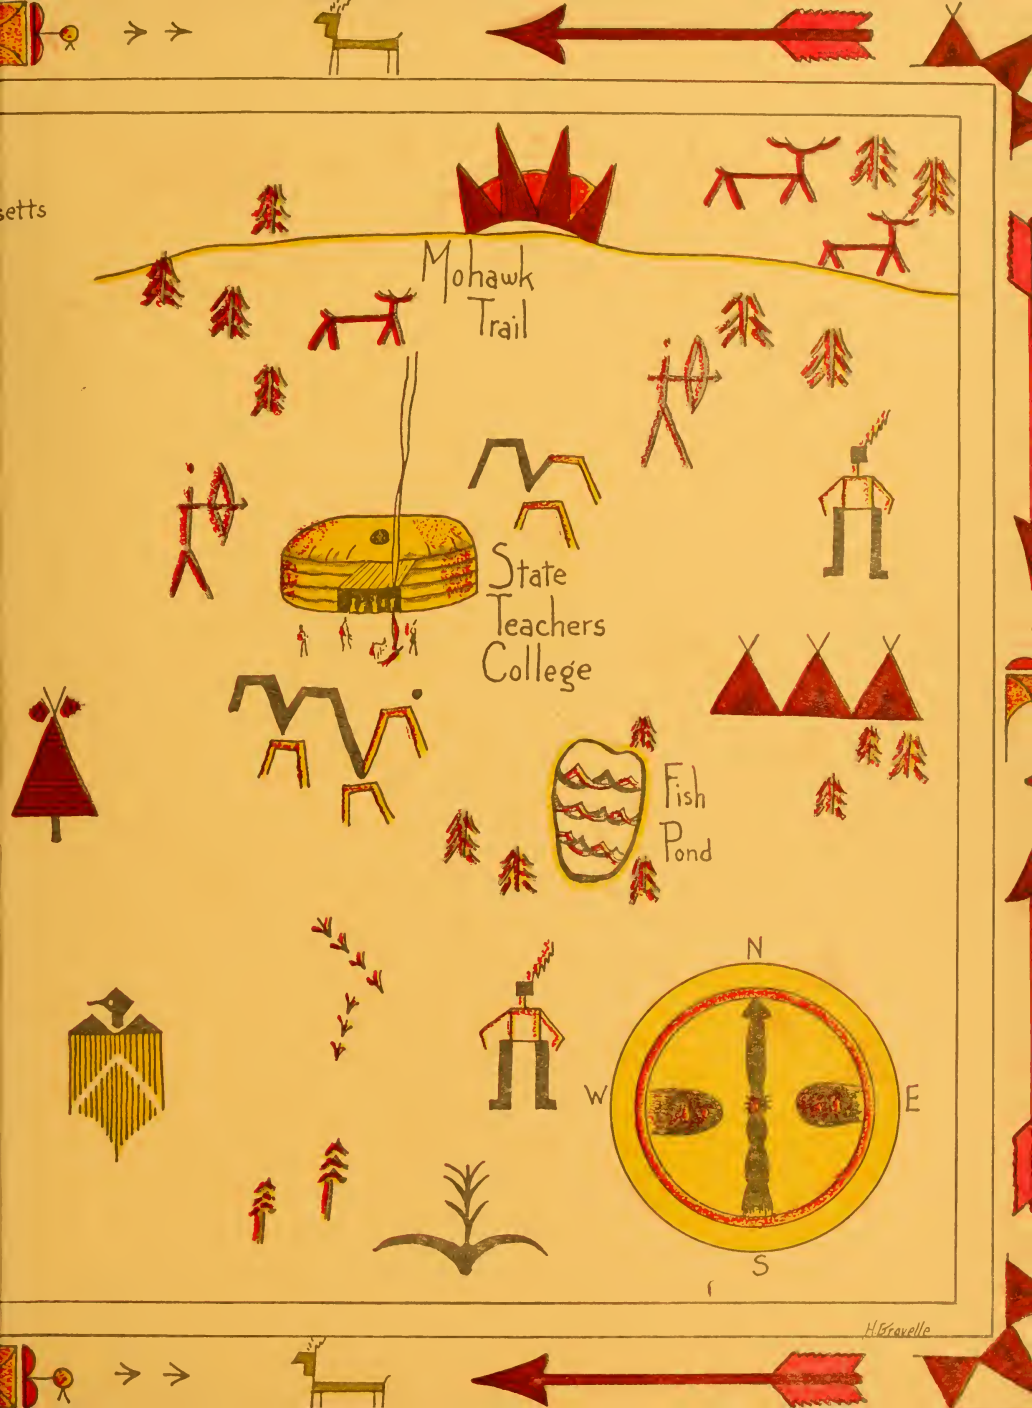 setts
Mohawk
Trail
State
Teachers
College
Fish
Pond
N
W
E
S
H. Gravelle